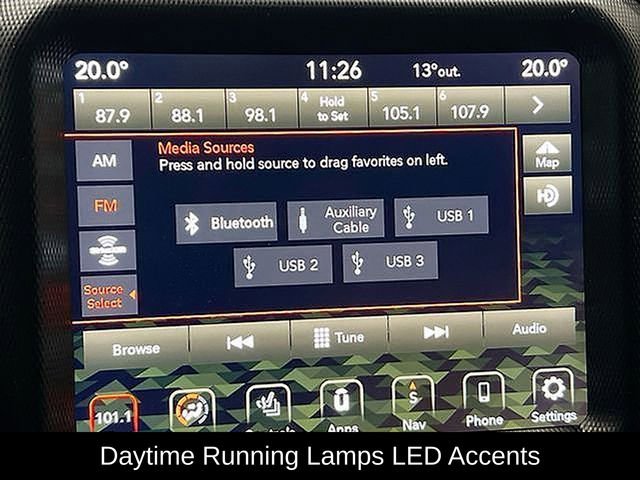 20.0° 11:26 13°out. 20.0°
1 87.9 2 88.1 3 98.1 4 Hold to Set 5 105.1 6 107.9
Media Sources
Press and hold source to drag favorites on left.
AM
FM
Source
Select
Map
Bluetooth
Auxiliary
Cable
USB 1
USB 2
USB 3
Browse
Tune
Audio
101.1
Controls
Apps
S
Nav
Phone
Settings
Daytime Running Lamps LED Accents